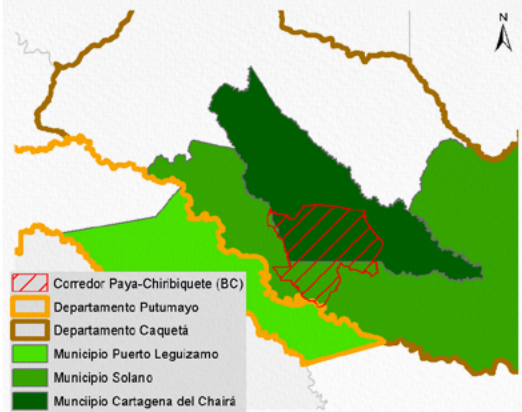 N
Corredor Paya-Chiribiquete (BC)
Departamento Putumayo
Departamento Caquetá
Municipio Puerto Leguizamo
Municipio Solano
Munciipio Cartagena del Chairá